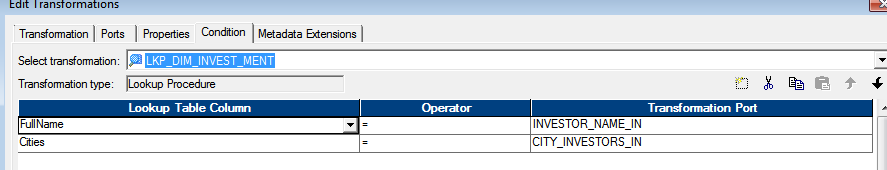 Edit Transformations
Transformation Ports Properties Condition Metadata Extensions
Select transformation: LKP_DIM_INVEST_MENT
Transformation type: Lookup Procedure
Lookup Table Column Operator Transformation Port
FullName = INVESTOR_NAME_IN
Cities = CITY_INVESTORS_IN